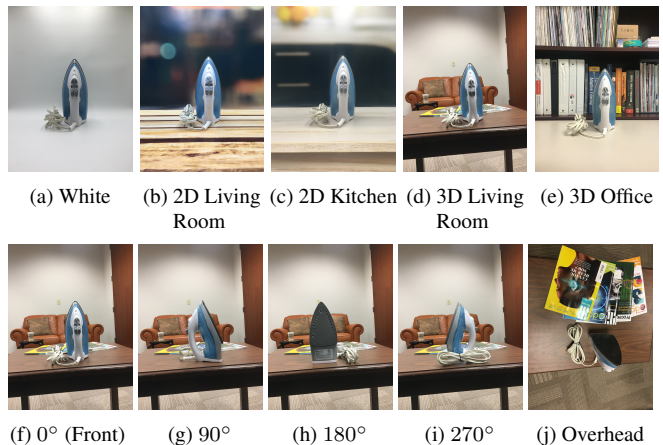 (a) White
(b) 2D Living Room
(c) 2D Kitchen
(d) 3D Living Room
(e) 3D Office
(f) 0° (Front)
(g) 90°
(h) 180°
(i) 270°
(j) Overhead